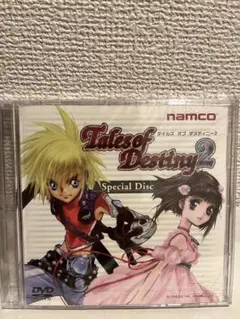 namco
テイルズ オブ デスティニー2
Tales of
Destiny 2
Special Disc
DVD